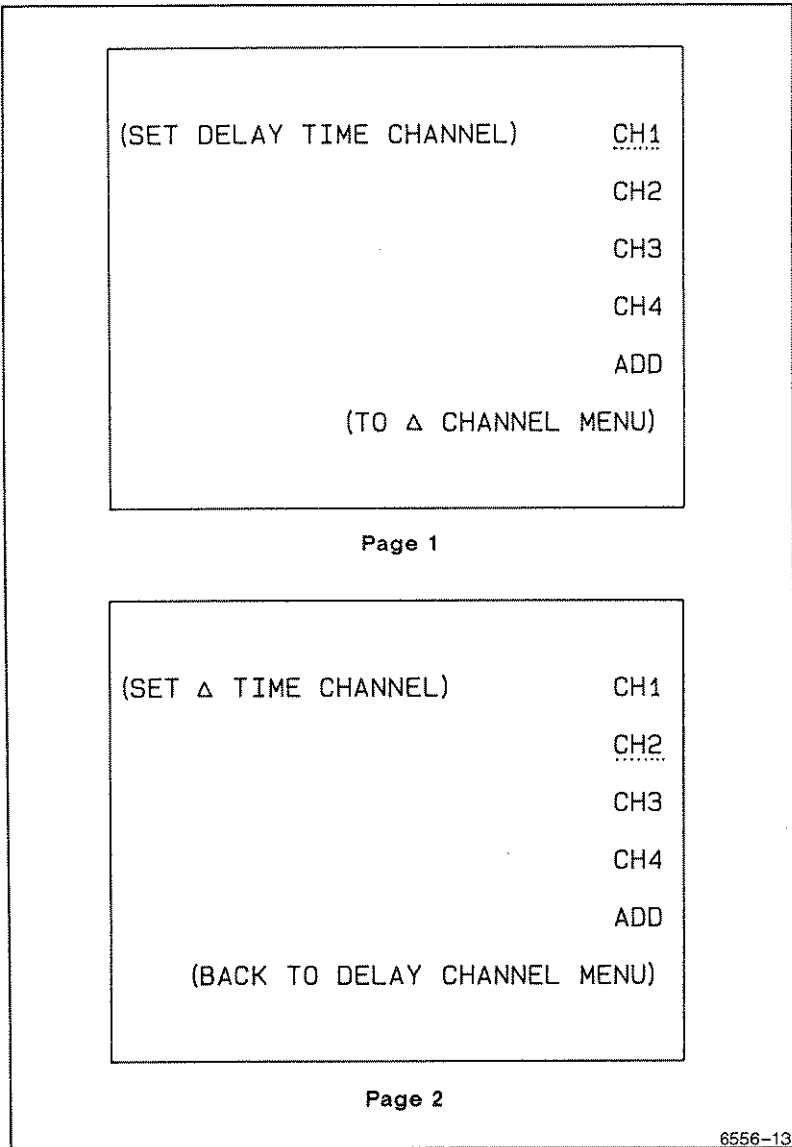 (SET DELAY TIME CHANNEL) CH1
CH2
CH3
CH4
ADD
(TO Δ CHANNEL MENU)
Page 1
(SET Δ TIME CHANNEL) CH1
CH2
CH3
CH4
ADD
(BACK TO DELAY CHANNEL MENU)
Page 2
6556-13